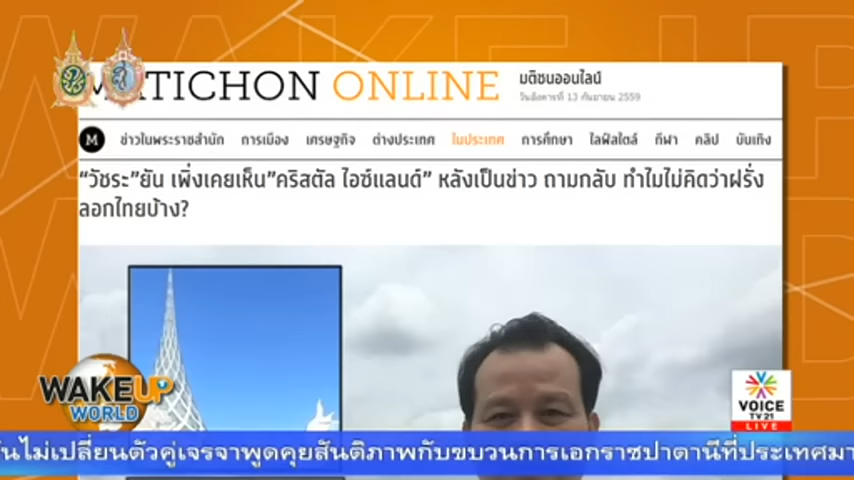 MATICHON ONLINE
มติชนออนไลน์
วันอังคารที่ 13 กันยายน 2559
M ข่าวในพระราชสำนัก การเมือง เศรษฐกิจ ต่างประเทศ ในประเทศ การศึกษา ไลฟ์สไตล์ กีฬา คลิป บันเทิง
“วัชระ”ยัน เพิ่งเคยเห็น”คริสตัล ไอซ์แลนด์” หลังเป็นข่าว ถามกลับ ทำไมไม่คิดว่าฝรั่ง
ลอกไทยบ้าง?
WAKE UP
WORLD
VOICE
TV 21
LIVE
ันไม่เปลี่ยนตัวคู่เจรจาพูดคุยสันติภาพกับขบวนการเอกราชปาตานีที่ประเทศมา